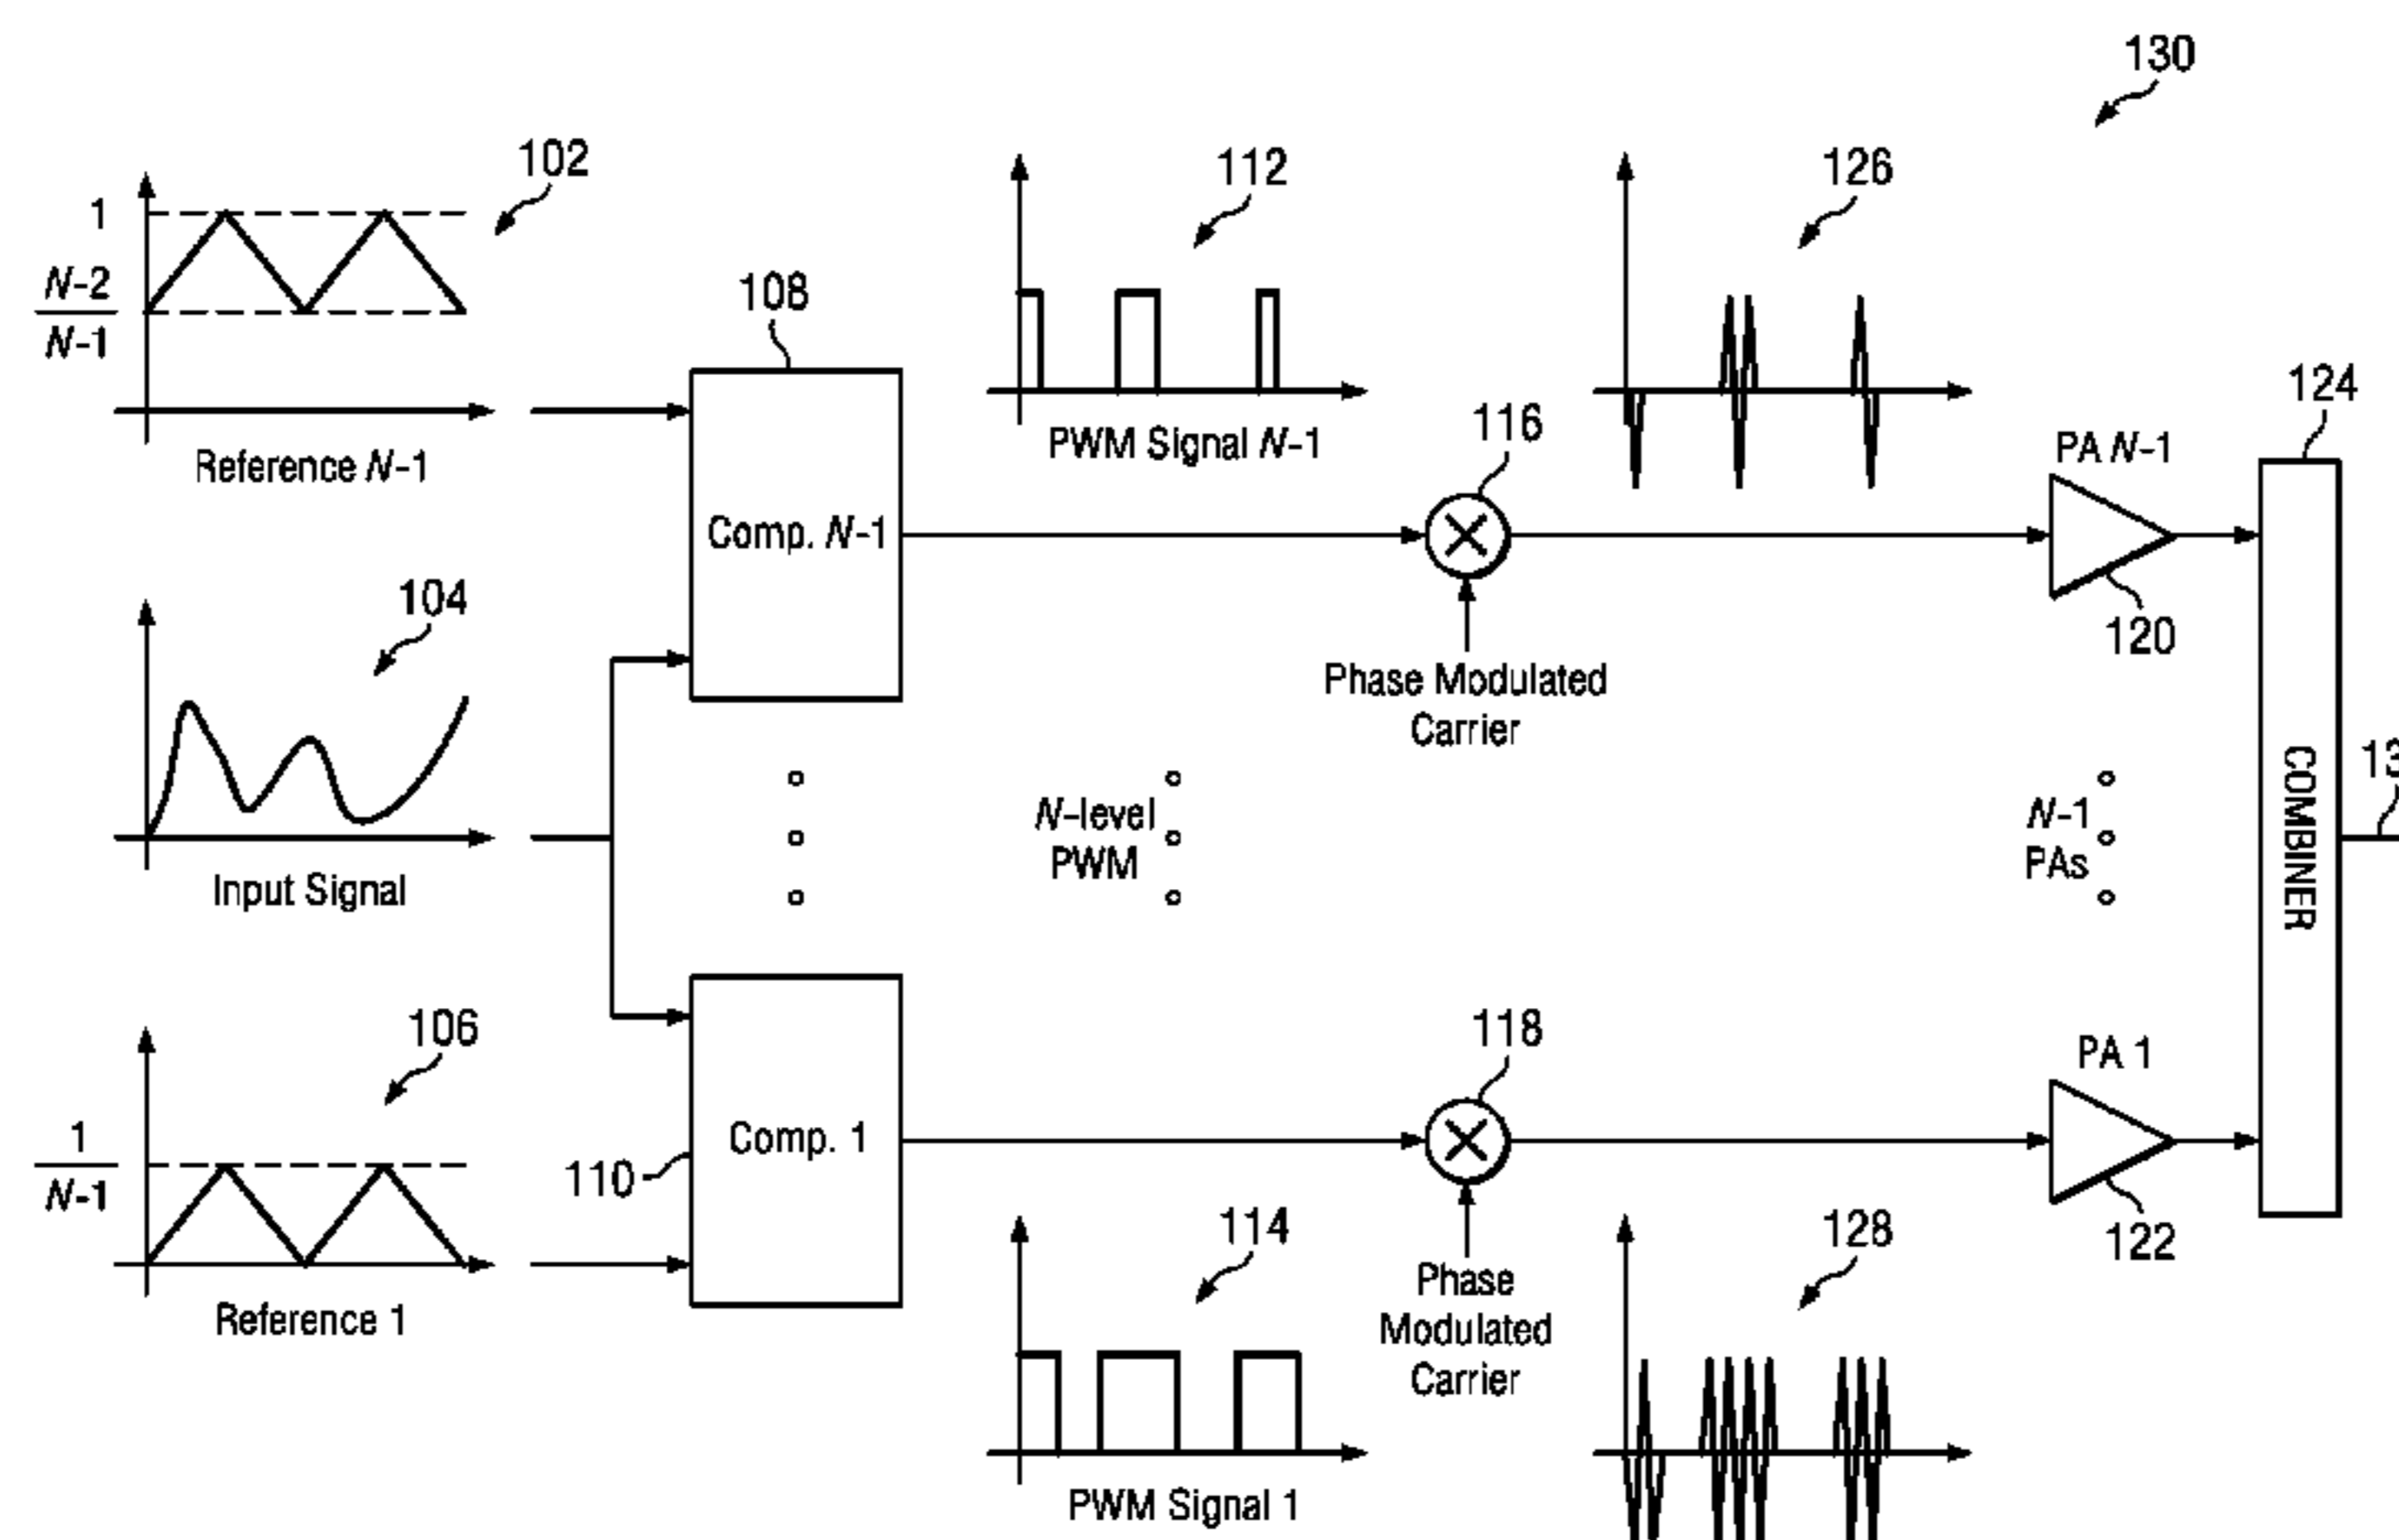 130
102
1
N-2
N-1
Reference N-1
108
Comp. N-1
112
PWM Signal N-1
116
Phase Modulated
Carrier
126
PA N-1
120
124
COMBINER
104
Input Signal
N-level
PWM
N-1
PAs
106
1
N-1
Reference 1
110
Comp. 1
114
PWM Signal 1
118
Phase
Modulated
Carrier
128
PA 1
122